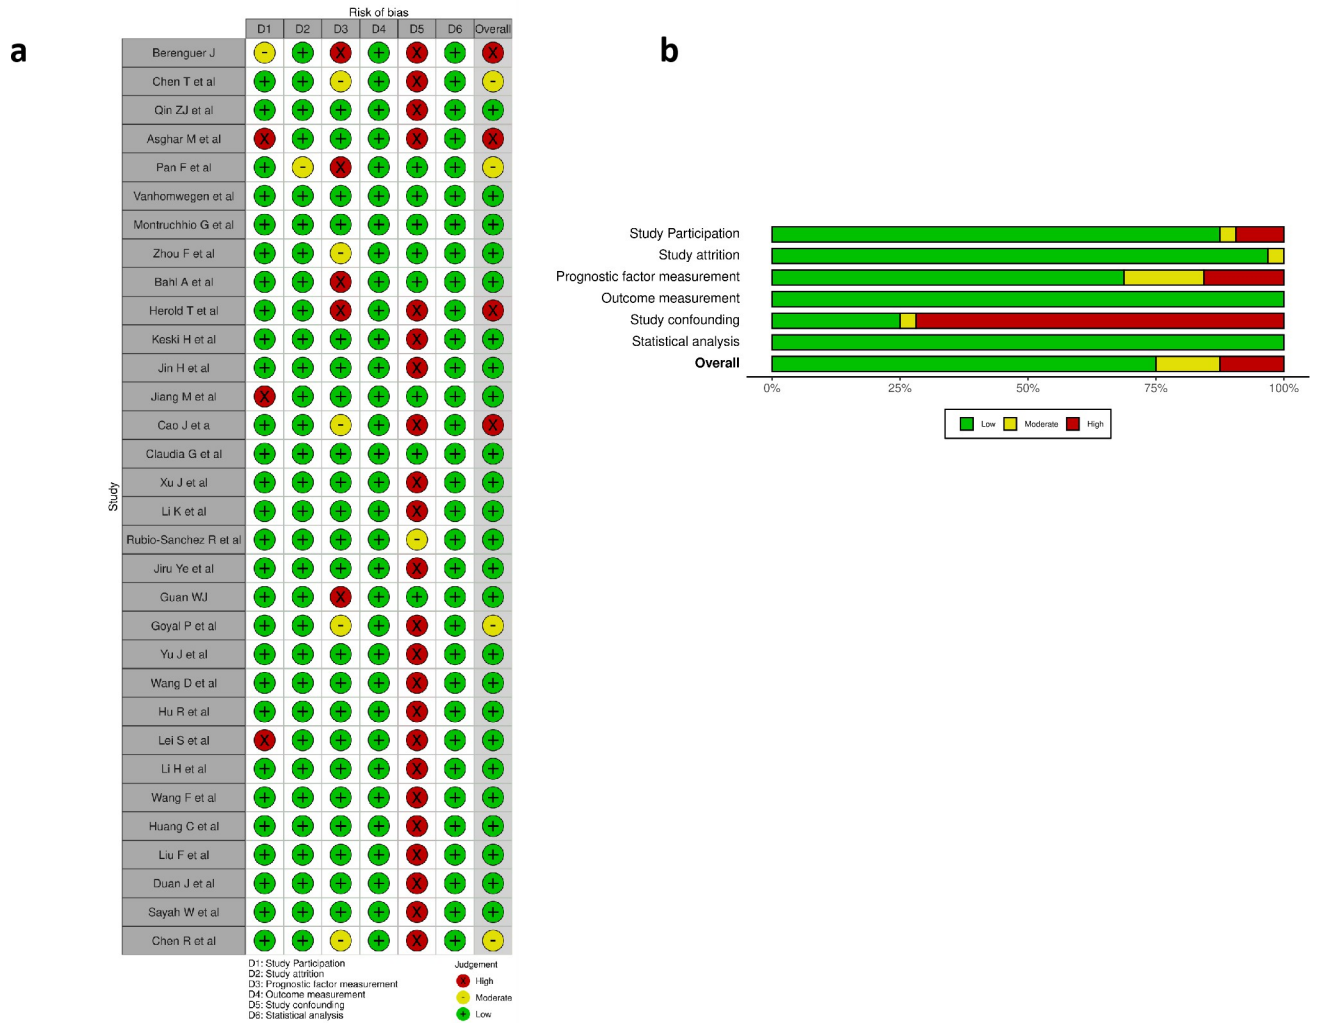 a
b
Risk of bias
D1 D2 D3 D4 D5 D6 Overall
Study
Berenguer J - + X + X + X
Chen T et al + + - + X + -
Qin ZJ et al + + + + X + +
Asghar M et al X + + + X + X
Pan F et al + - X + + + -
Vanhomwegen et al + + + + + + +
Montruchhio G et al + + + + + + +
Zhou F et al + + - + + + +
Bahl A et al + + X + + + +
Herold T et al + + X + X + X
Keski H et al + + + + X + +
Jin H et al + + + + X + +
Jiang M et al X + + + + + +
Cao J et a + + - + X + X
Claudia G et al + + + + + + +
Xu J et al + + + + X + +
Li K et al + + + + X + +
Rubio-Sanchez R et al + + + + - + +
Jiru Ye et al + + + + X + +
Guan WJ + + X + + + +
Goyal P et al + + - + X + -
Yu J et al + + + + X + +
Wang D et al + + + + X + +
Hu R et al + + + + X + +
Lei S et al X + + + X + +
Li H et al + + + + X + +
Wang F et al + + + + X + +
Huang C et al + + + + X + +
Liu F et al + + + + X + +
Duan J et al + + + + X + +
Sayah W et al + + + + X + +
Chen R et al + + - + X + -
D1: Study Participation
D2: Study attrition
D3: Prognostic factor measurement
D4: Outcome measurement
D5: Study confounding
D6: Statistical analysis
Judgement
X High
- Moderate
+ Low
Study Participation
Study attrition
Prognostic factor measurement
Outcome measurement
Study confounding
Statistical analysis
Overall
0% 25% 50% 75% 100%
Low Moderate High